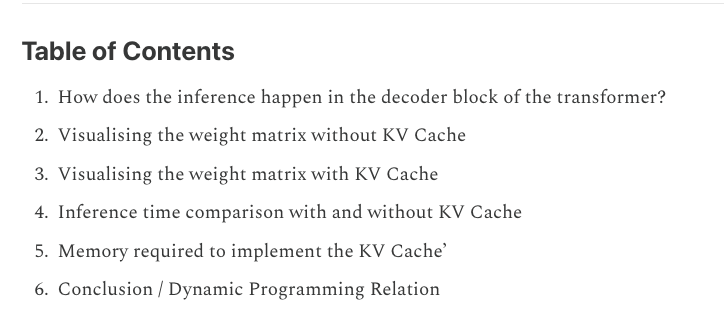 Table of Contents
1. How does the inference happen in the decoder block of the transformer?
2. Visualising the weight matrix without KV Cache
3. Visualising the weight matrix with KV Cache
4. Inference time comparison with and without KV Cache
5. Memory required to implement the KV Cache’
6. Conclusion / Dynamic Programming Relation